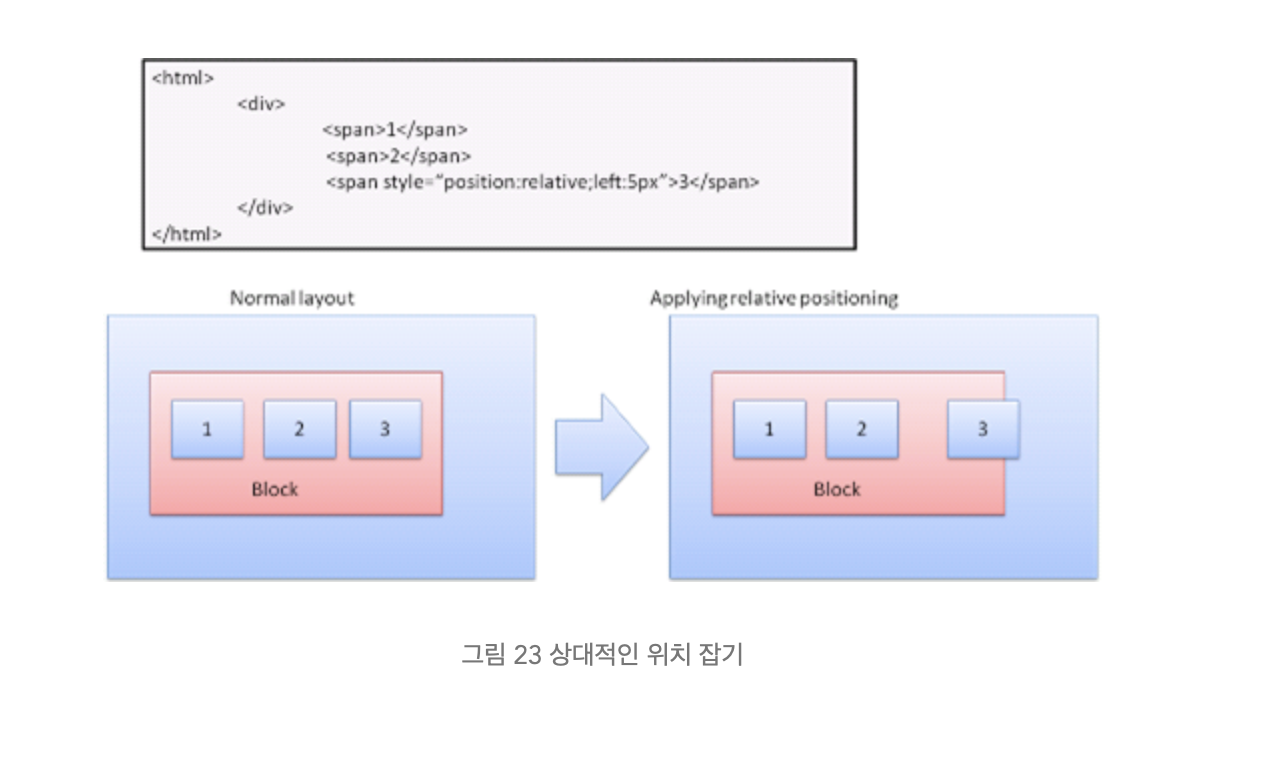 <html>
<div>
<span>1</span>
<span>2</span>
<span style=“position:relative;left:5px”>3</span>
</div>
</html>
Normal layout
1 2 3
Block
Applying relative positioning
1 2 3
Block
그림 23 상대적인 위치 잡기